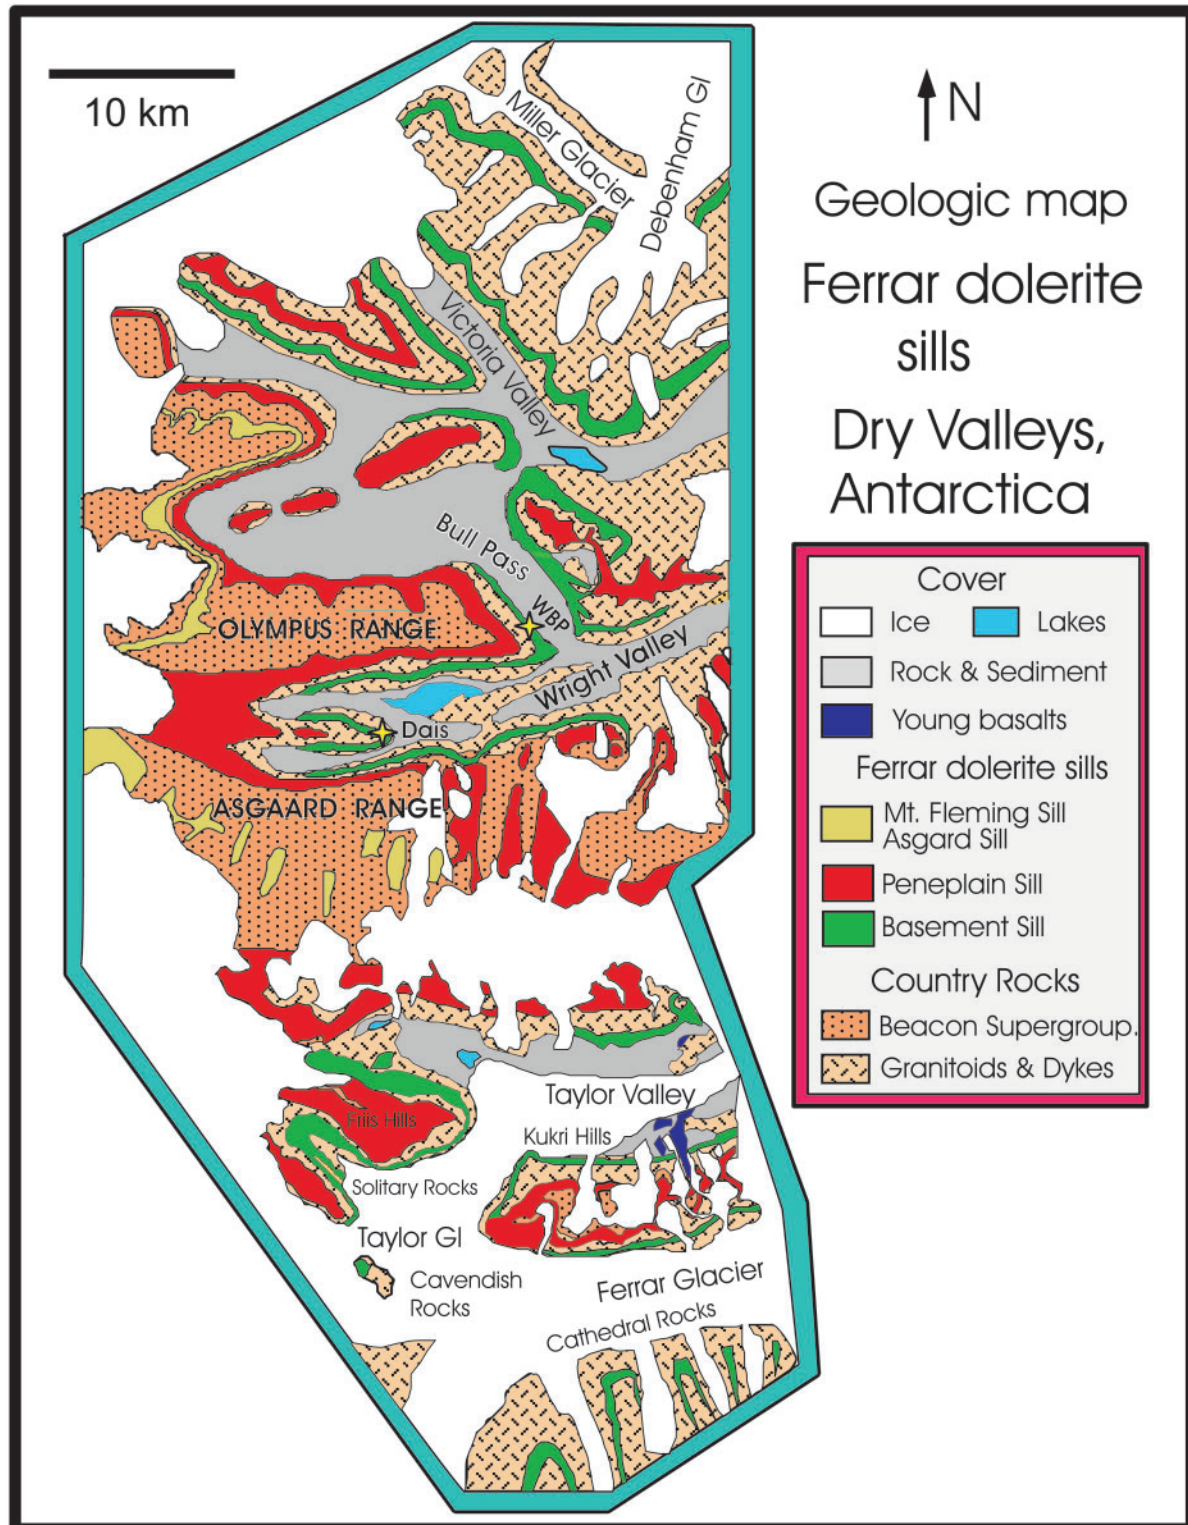 10 km
N
Geologic map
Ferrar dolerite
sills
Dry Valleys,
Antarctica
Miller Glacier
Debenham Gl
Victoria Valley
Bull Pass
WBP
OLYMPUS RANGE
Wright Valley
Dais
ASGAARD RANGE
Taylor Valley
Friis Hills
Kukri Hills
Solitary Rocks
Taylor Gl
Cavendish
Rocks
Ferrar Glacier
Cathedral Rocks
Cover
Ice
Lakes
Rock & Sediment
Young basalts
Ferrar dolerite sills
Mt. Fleming Sill
Asgard Sill
Peneplain Sill
Basement Sill
Country Rocks
Beacon Supergroup.
Granitoids & Dykes